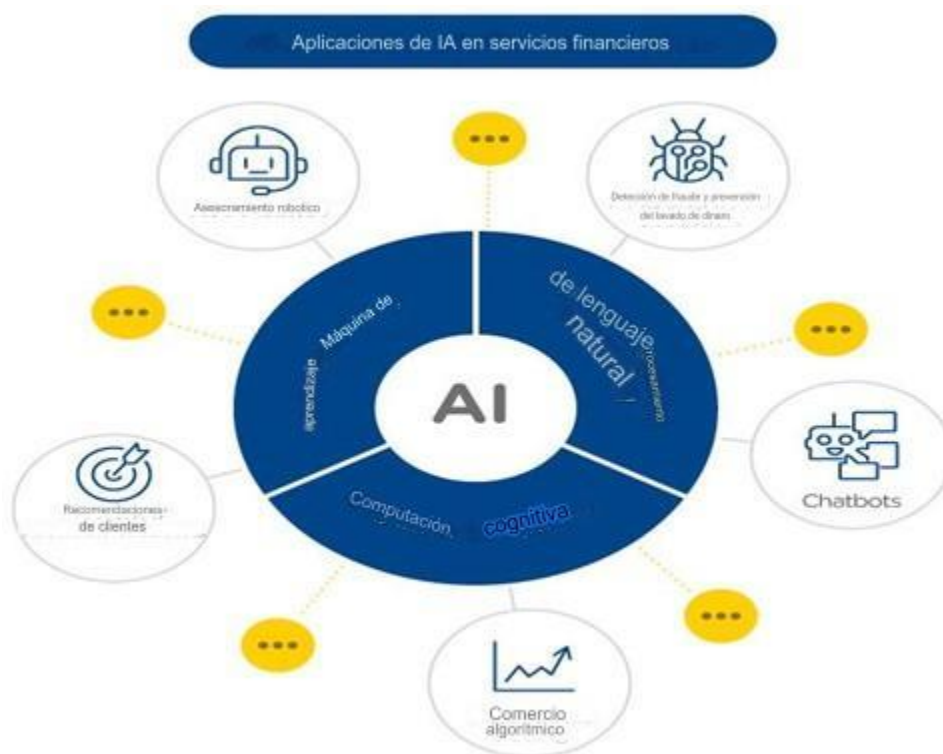 Aplicaciones de IA en servicios financieros
Asesoramiento robótico
Detección de fraude y prevención
del lavado de dinero
Máquina de
aprendizaje
de lenguaje
natural
Procesamiento
AI
Computación
cognitiva
Recomendaciones
de clientes
Chatbots
Comercio
algorítmico